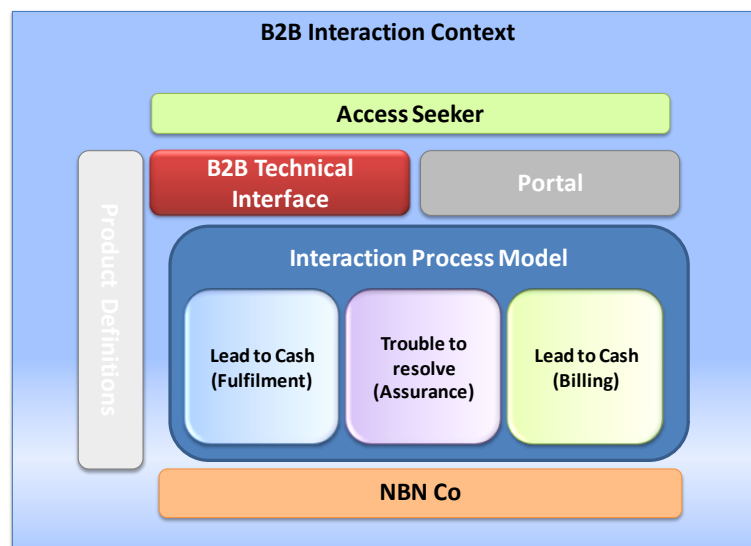 B2B Interaction Context
Access Seeker
Product Definitions
B2B Technical
Interface
Portal
Interaction Process Model
Lead to Cash
(Fulfilment)
Trouble to
resolve
(Assurance)
Lead to Cash
(Billing)
NBN Co